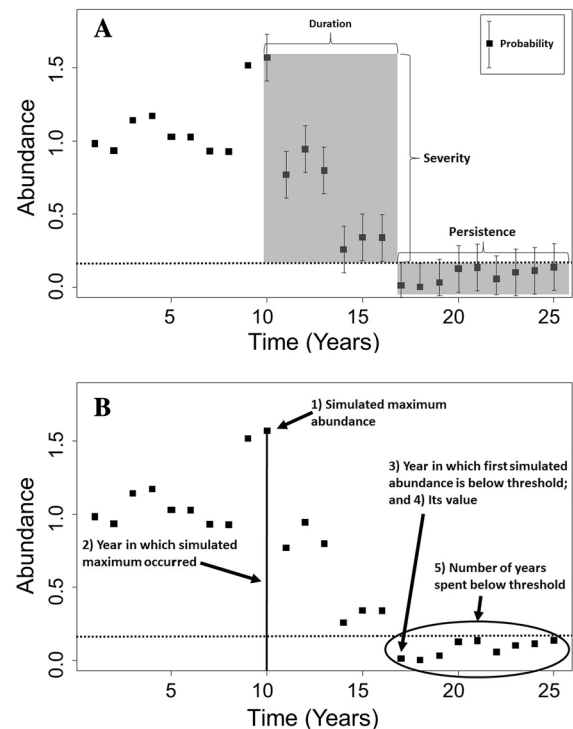 A
Duration
Probability
Severity
Persistence
Abundance
1.5
1.0
0.5
0.0
5
10
15
20
25
Time (Years)
B
1) Simulated maximum
abundance
3) Year in which first simulated
abundance is below threshold;
and 4) Its value
2) Year in which simulated
maximum occurred
5) Number of years
spent below threshold
Abundance
1.5
1.0
0.5
0.0
5
10
15
20
25
Time (Years)